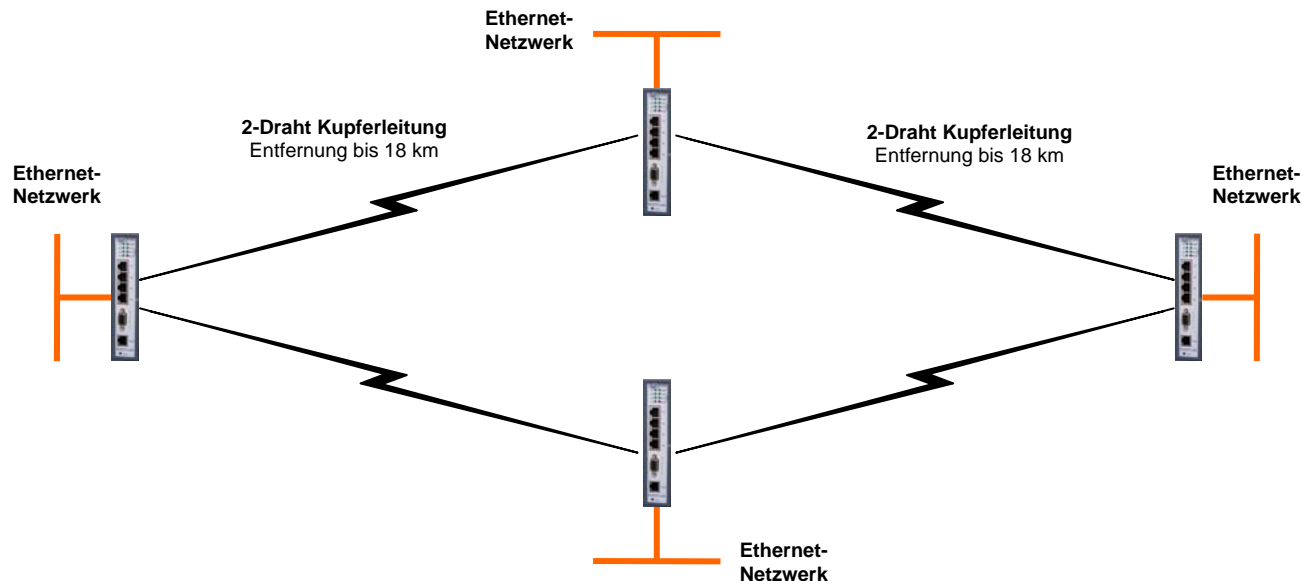 Ethernet-
Netzwerk
2-Draht Kupferleitung
Entfernung bis 18 km
2-Draht Kupferleitung
Entfernung bis 18 km
Ethernet-
Netzwerk
Ethernet-
Netzwerk
Ethernet-
Netzwerk